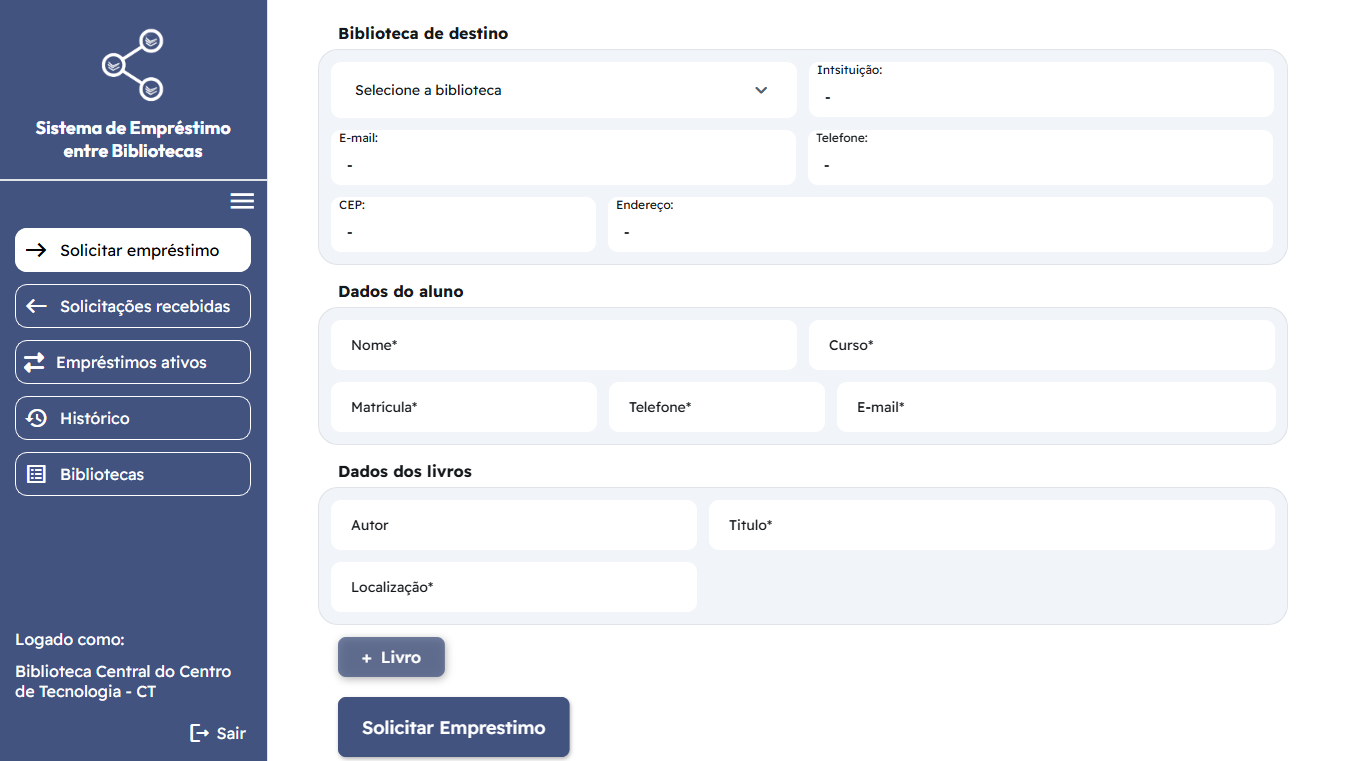 Sistema de Empréstimo
entre Bibliotecas
Solicitar empréstimo
Solicitações recebidas
Empréstimos ativos
Histórico
Bibliotecas
Logado como:
Biblioteca Central do Centro
de Tecnologia - CT
Sair
Biblioteca de destino
Selecione a biblioteca
Intsituição:
-
E-mail:
-
Telefone:
-
CEP:
-
Endereço:
-
Dados do aluno
Nome*
Curso*
Matrícula*
Telefone*
E-mail*
Dados dos livros
Autor
Titulo*
Localização*
+ Livro
Solicitar Emprestimo